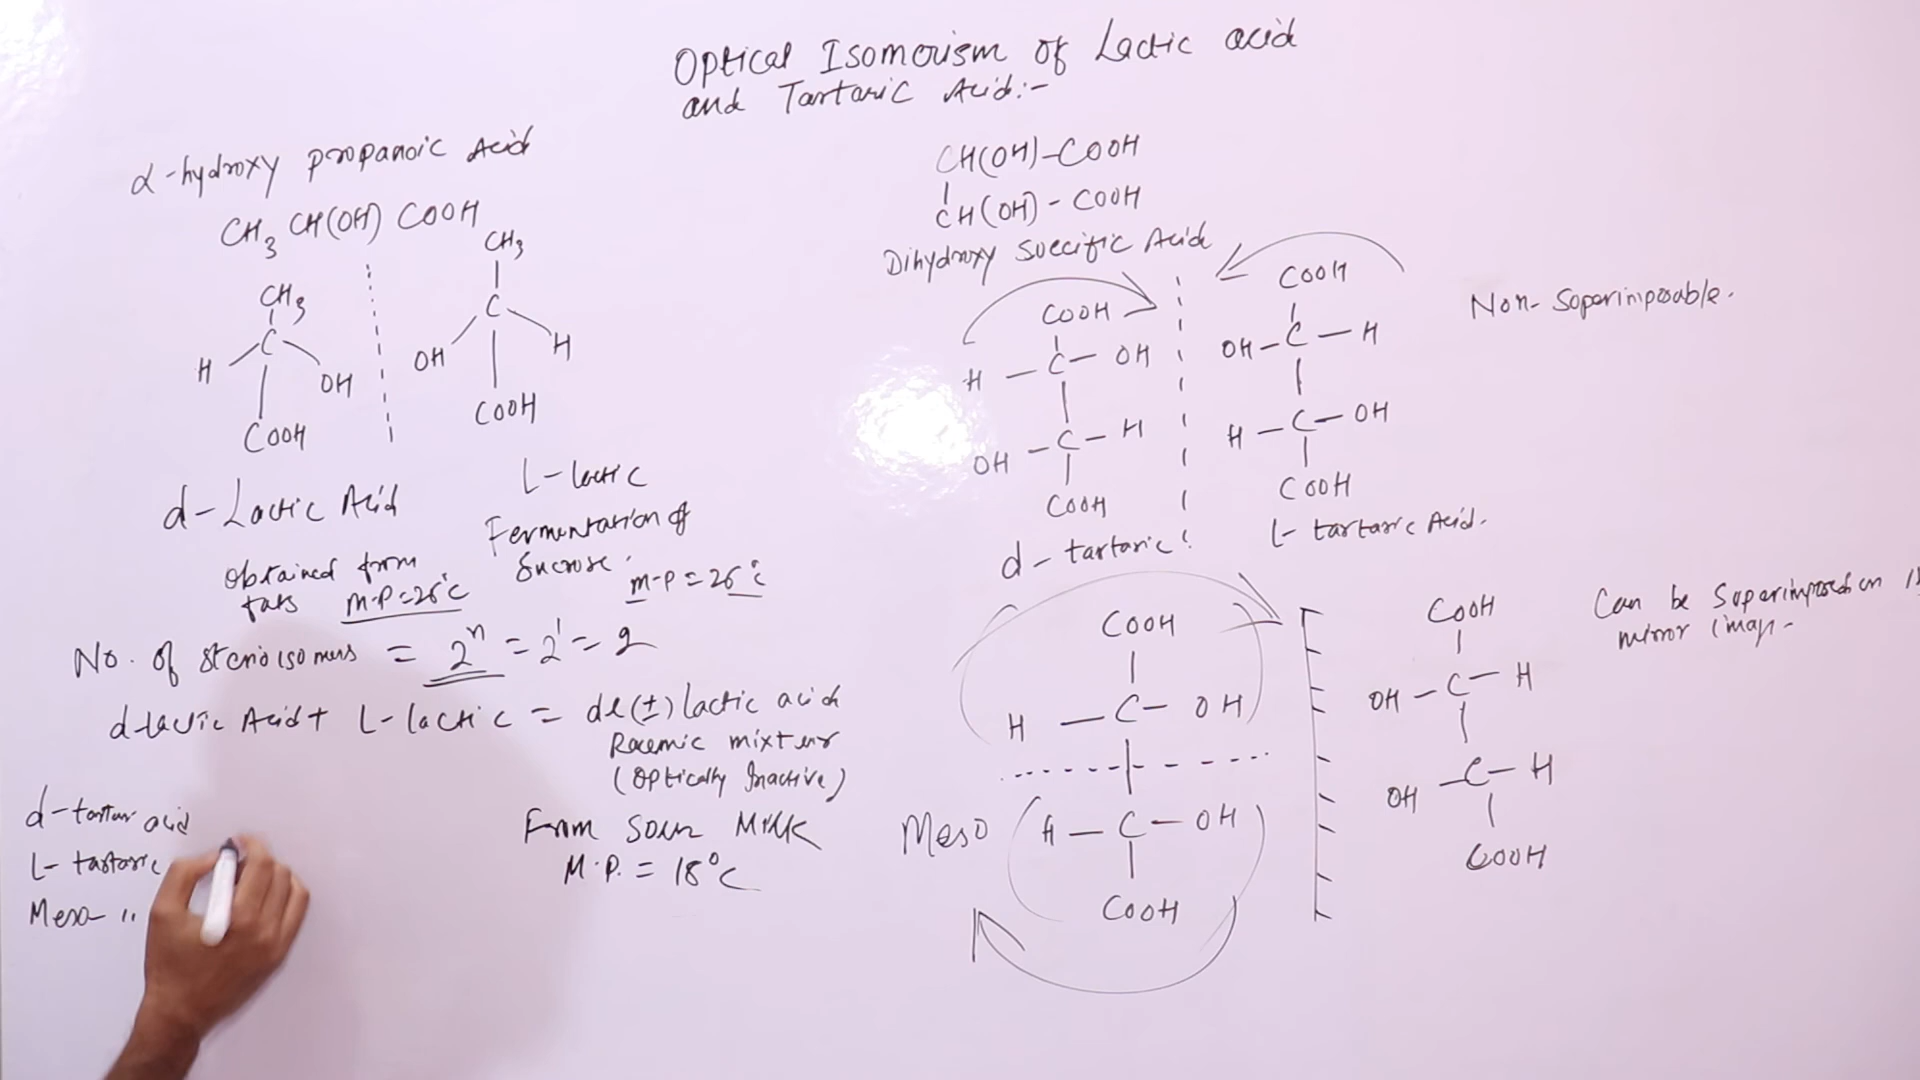 Optical Isomerism of Lactic acid
and Tartaric Acid:-
α-hydroxy propanoic Acid
CH3 CH(OH) COOH
CH3
C
H
OH
COOH
CH3
C
OH
H
COOH
d-Lactic Acid
L-lactic
Obtained from
fats M.P=26°C
Fermentation of
Sucrose.
m-p=26°C
No. of stereoisomers = 2^n = 2^1 = 2
d-lactic Acid + L-lactic = dl(±) lactic acid
Racemic mixture
(Optically Inactive)
From Sour Milk
M.P. = 18°C
d-tartar acid
L-tartaric
Meso- "
CH(OH)-COOH
CH(OH)-COOH
Dihydroxy Acid
COOH
H - C - OH
OH - C - H
COOH
d-tartaric
COOH
OH - C - H
H - C - OH
COOH
L-tartaric Acid.
Non-Superimposable.
COOH
H - C - OH
Meso H - C - OH
COOH
COOH
OH - C - H
OH - C - H
COOH
Can be Superimposed on
mirror image-